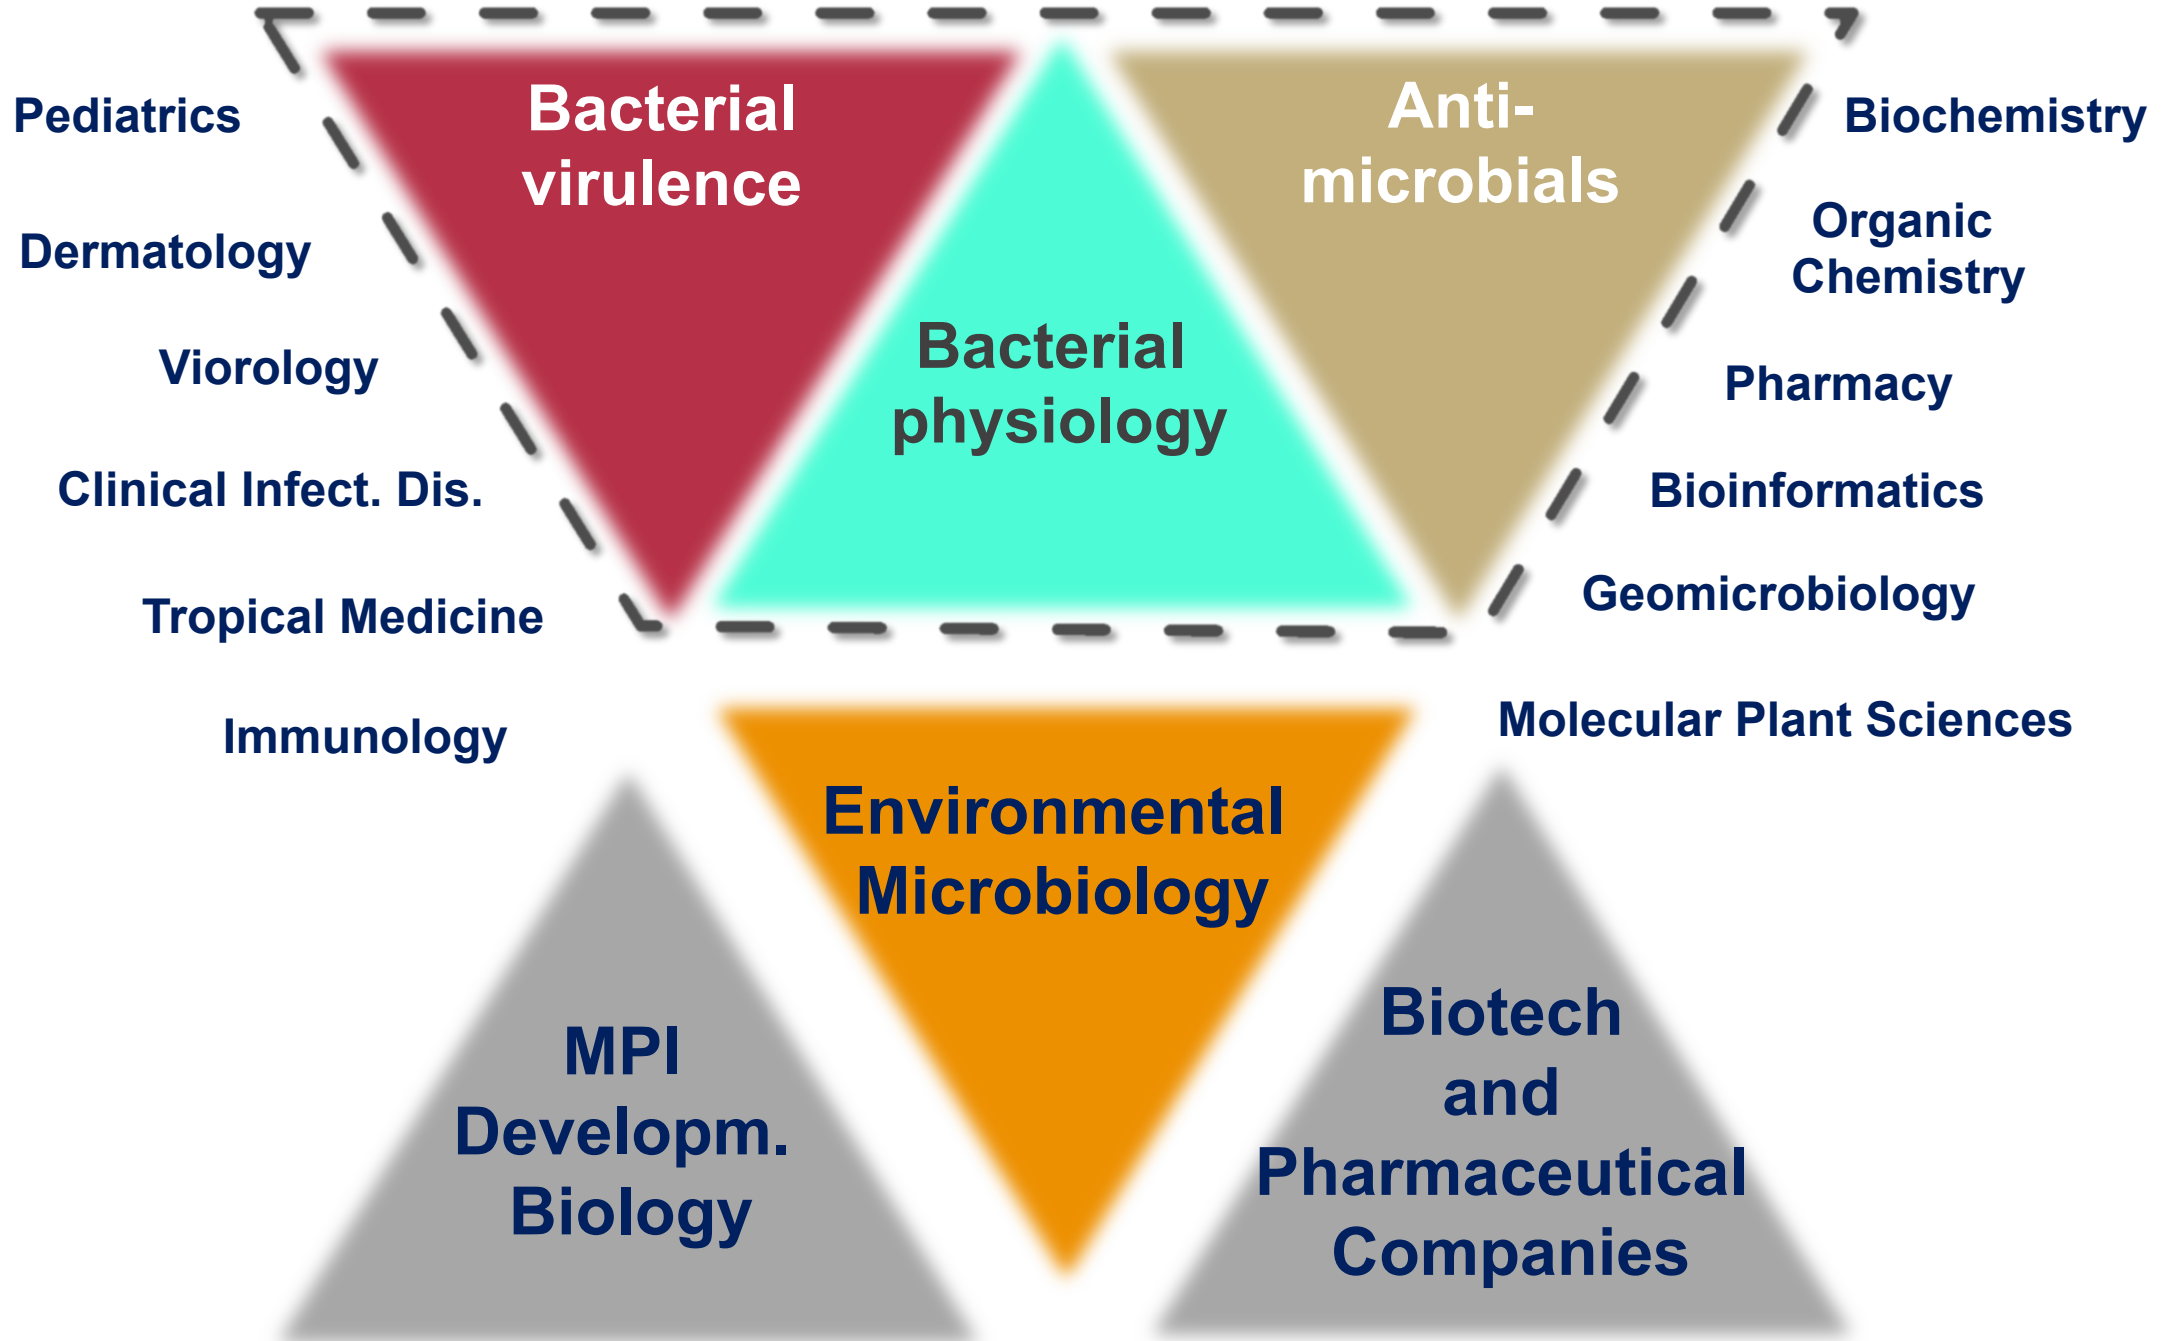 Bacterial
virulence
Anti-
microbials
Bacterial
physiology
Pediatrics
Dermatology
Viorology
Clinical Infect. Dis.
Tropical Medicine
Immunology
Biochemistry
Organic
Chemistry
Pharmacy
Bioinformatics
Geomicrobiology
Molecular Plant Sciences
Environmental
Microbiology
MPI
Developm.
Biology
Biotech
and
Pharmaceutical
Companies